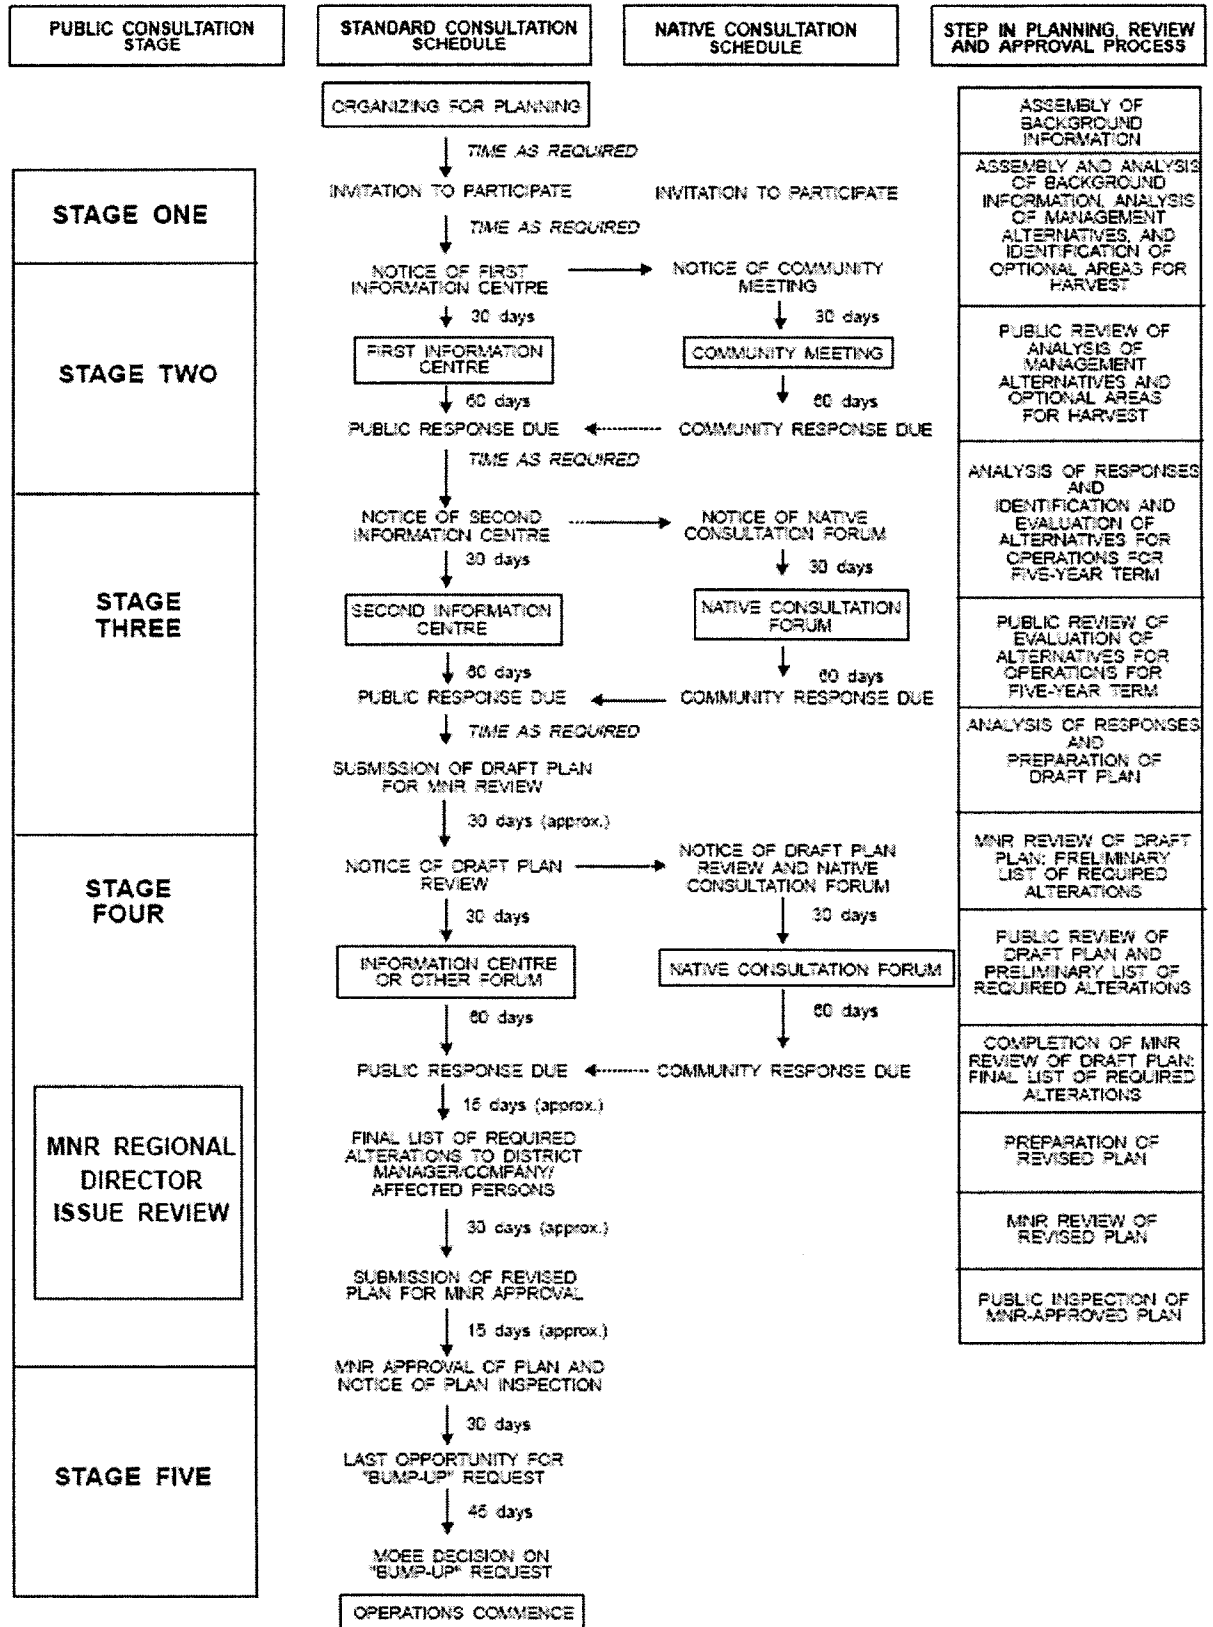 PUBLIC CONSULTATION
STAGE
STANDARD CONSULTATION
SCHEDULE
NATIVE CONSULTATION
SCHEDULE
STEP IN PLANNING, REVIEW
AND APPROVAL PROCESS
STAGE ONE
STAGE TWO
STAGE
THREE
STAGE
FOUR
MNR REGIONAL
DIRECTOR
ISSUE REVIEW
STAGE FIVE
ORGANIZING FOR PLANNING
TIME AS REQUIRED
INVITATION TO PARTICIPATE
TIME AS REQUIRED
NOTICE OF FIRST
INFORMATION CENTRE
30 days
FIRST INFORMATION
CENTRE
60 days
PUBLIC RESPONSE DUE
TIME AS REQUIRED
NOTICE OF SECOND
INFORMATION CENTRE
30 days
SECOND INFORMATION
CENTRE
60 days
PUBLIC RESPONSE DUE
TIME AS REQUIRED
SUBMISSION OF DRAFT PLAN
FOR MNR REVIEW
30 days (approx.)
NOTICE OF DRAFT PLAN
REVIEW
30 days
INFORMATION CENTRE
OR OTHER FORUM
60 days
PUBLIC RESPONSE DUE
15 days (approx.)
FINAL LIST OF REQUIRED
ALTERATIONS TO DISTRICT
MANAGER/COMPANY/
AFFECTED PERSONS
30 days (approx.)
SUBMISSION OF REVISED
PLAN FOR MNR APPROVAL
15 days (approx.)
MNR APPROVAL OF PLAN AND
NOTICE OF PLAN INSPECTION
30 days
LAST OPPORTUNITY FOR
"BUMP-UP" REQUEST
45 days
MOEE DECISION ON
"BUMP-UP" REQUEST
OPERATIONS COMMENCE
INVITATION TO PARTICIPATE
NOTICE OF COMMUNITY
MEETING
30 days
COMMUNITY MEETING
60 days
COMMUNITY RESPONSE DUE
NOTICE OF NATIVE
CONSULTATION FORUM
30 days
NATIVE CONSULTATION
FORUM
60 days
COMMUNITY RESPONSE DUE
NOTICE OF DRAFT PLAN
REVIEW AND NATIVE
CONSULTATION FORUM
30 days
NATIVE CONSULTATION FORUM
60 days
COMMUNITY RESPONSE DUE
ASSEMBLY OF
BACKGROUND
INFORMATION
ASSEMBLY AND ANALYSIS
OF BACKGROUND
INFORMATION, ANALYSIS
OF MANAGEMENT
ALTERNATIVES, AND
IDENTIFICATION OF
OPTIONAL AREAS FOR
HARVEST
PUBLIC REVIEW OF
ANALYSIS OF
MANAGEMENT
ALTERNATIVES AND
OPTIONAL AREAS
FOR HARVEST
ANALYSIS OF RESPONSES
AND
IDENTIFICATION AND
EVALUATION OF
ALTERNATIVES FOR
OPERATIONS FOR
FIVE-YEAR TERM
PUBLIC REVIEW OF
EVALUATION OF
ALTERNATIVES FOR
OPERATIONS FOR
FIVE-YEAR TERM
ANALYSIS OF RESPONSES
AND
PREPARATION OF
DRAFT PLAN
MNR REVIEW OF DRAFT
PLAN: PRELIMINARY
LIST OF REQUIRED
ALTERATIONS
PUBLIC REVIEW OF
DRAFT PLAN AND
PRELIMINARY LIST OF
REQUIRED ALTERATIONS
COMPLETION OF MNR
REVIEW OF DRAFT PLAN:
FINAL LIST OF REQUIRED
ALTERATIONS
PREPARATION OF
REVISED PLAN
MNR REVIEW OF
REVISED PLAN
PUBLIC INSPECTION OF
MNR-APPROVED PLAN